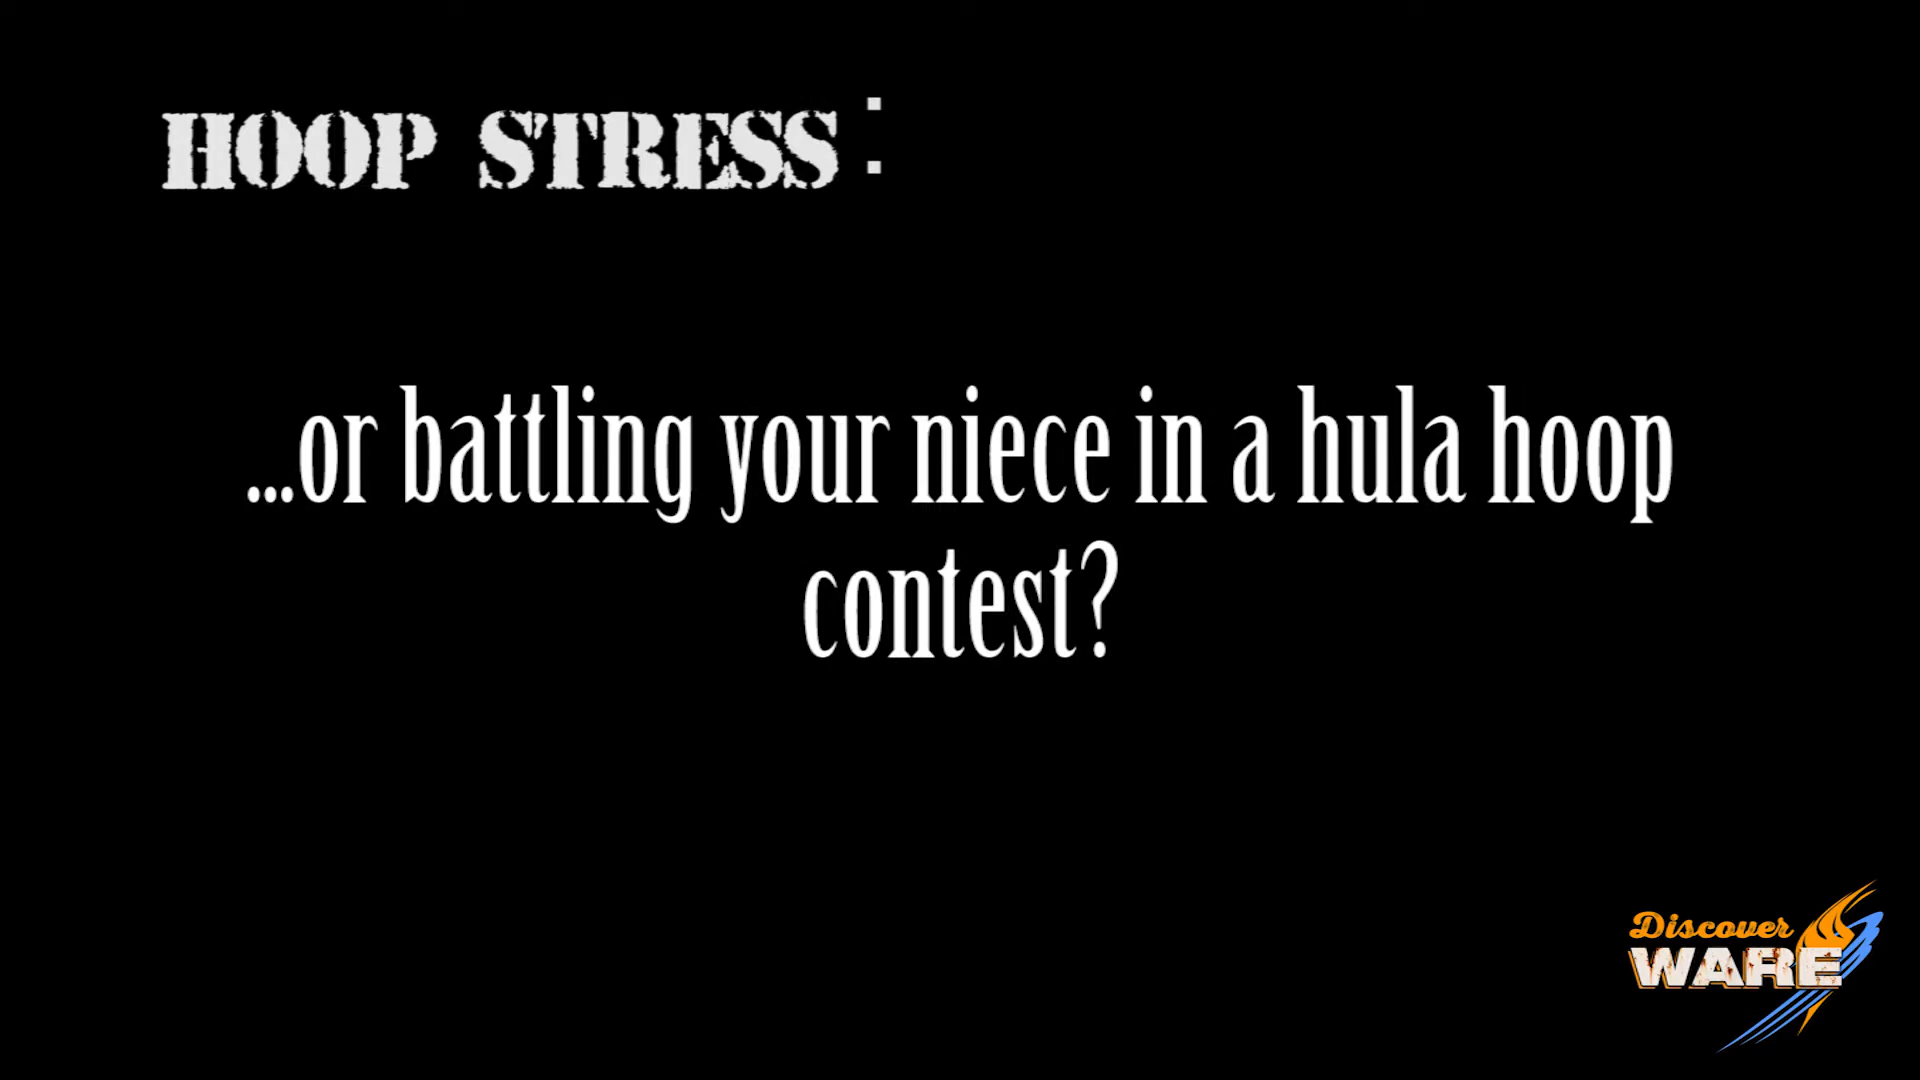 HOOP STRESS:
...or battling your niece in a hula hoop
contest?
Discover
WARE